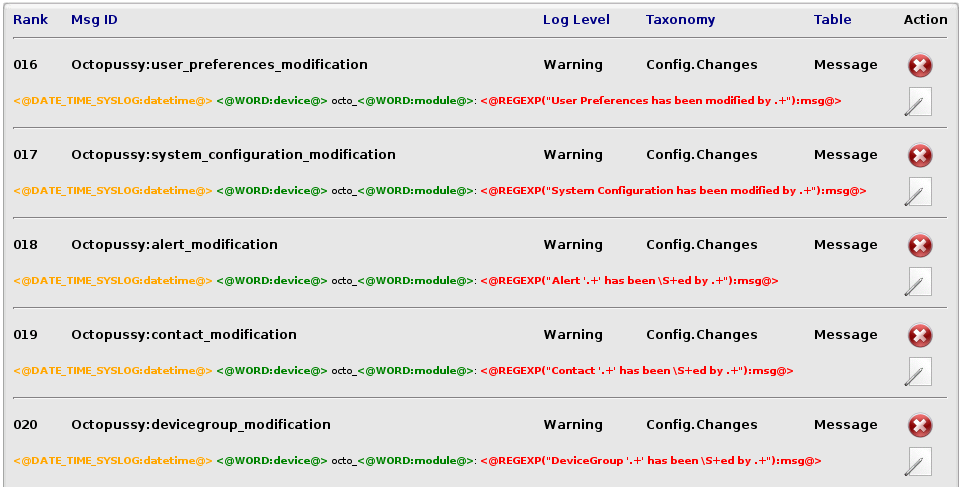 Rank Msg ID Log Level Taxonomy Table Action
016 Octopussy:user_preferences_modification Warning Config.Changes Message
<@DATE_TIME_SYSLOG:datetime@> <@WORD:device@> octo_<@WORD:module@>: <@REGEXP("User Preferences has been modified by .+"):msg@>
017 Octopussy:system_configuration_modification Warning Config.Changes Message
<@DATE_TIME_SYSLOG:datetime@> <@WORD:device@> octo_<@WORD:module@>: <@REGEXP("System Configuration has been modified by .+"):msg@>
018 Octopussy:alert_modification Warning Config.Changes Message
<@DATE_TIME_SYSLOG:datetime@> <@WORD:device@> octo_<@WORD:module@>: <@REGEXP("Alert '.+' has been \S+ed by .+"):msg@>
019 Octopussy:contact_modification Warning Config.Changes Message
<@DATE_TIME_SYSLOG:datetime@> <@WORD:device@> octo_<@WORD:module@>: <@REGEXP("Contact '.+' has been \S+ed by .+"):msg@>
020 Octopussy:devicegroup_modification Warning Config.Changes Message
<@DATE_TIME_SYSLOG:datetime@> <@WORD:device@> octo_<@WORD:module@>: <@REGEXP("DeviceGroup '.+' has been \S+ed by .+"):msg@>